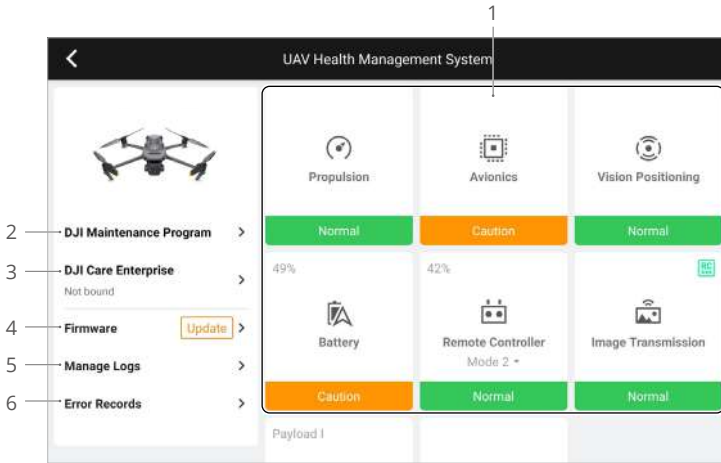 1
UAV Health Management System
Propulsion
Avionics
Vision Positioning
Normal
Caution
Normal
2
DJI Maintenance Program
3
DJI Care Enterprise
Not bound
4
Firmware
Update
5
Manage Logs
6
Error Records
49%
42%
RC
Battery
Remote Controller
Image Transmission
Mode 2
Caution
Normal
Normal
Payload I